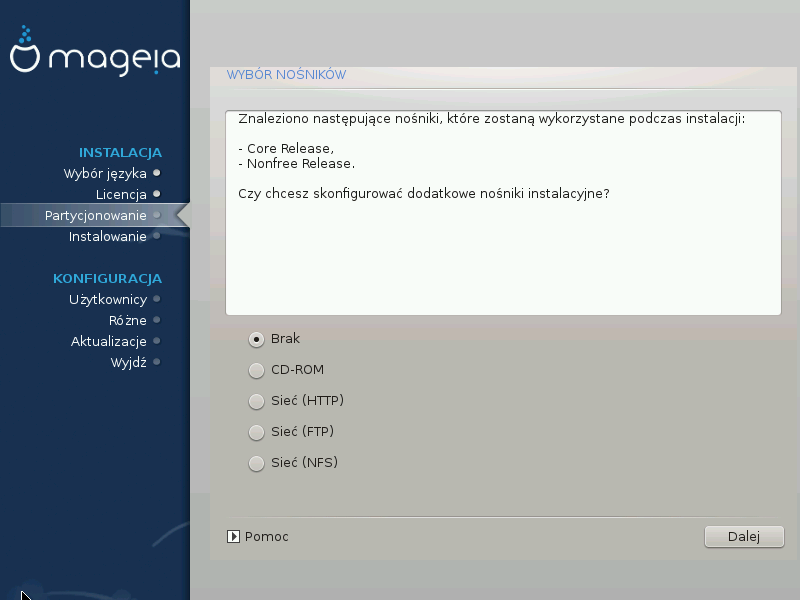 mageia
INSTALACJA
Wybór języka
Licencja
Partycjonowanie
Instalowanie
KONFIGURACJA
Użytkownicy
Różne
Aktualizacje
Wyjdź
WYBÓR NOŚNIKÓW
Znaleziono następujące nośniki, które zostaną wykorzystane podczas instalacji:
- Core Release,
- Nonfree Release.
Czy chcesz skonfigurować dodatkowe nośniki instalacyjne?
Brak
CD-ROM
Sieć (HTTP)
Sieć (FTP)
Sieć (NFS)
Pomoc
Dalej